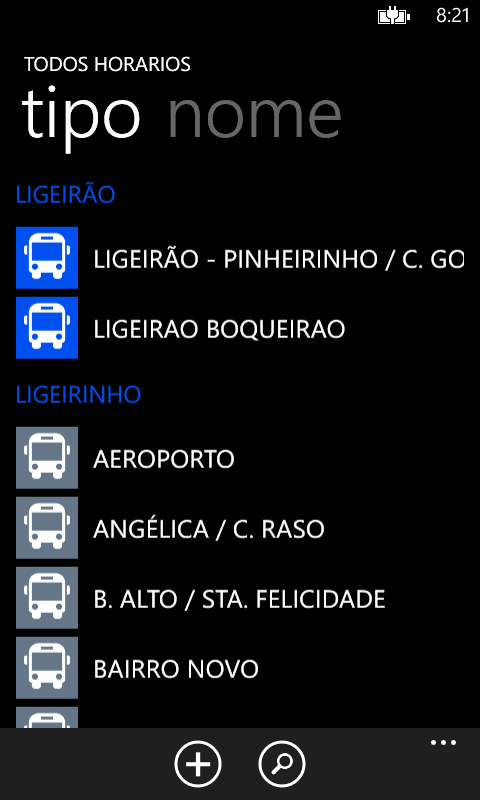 8:21
TODOS HORARIOS
tipo nome
LIGEIRÃO
LIGEIRÃO - PINHEIRINHO / C. GO
LIGEIRAO BOQUEIRAO
LIGEIRINHO
AEROPORTO
ANGÉLICA / C. RASO
B. ALTO / STA. FELICIDADE
BAIRRO NOVO